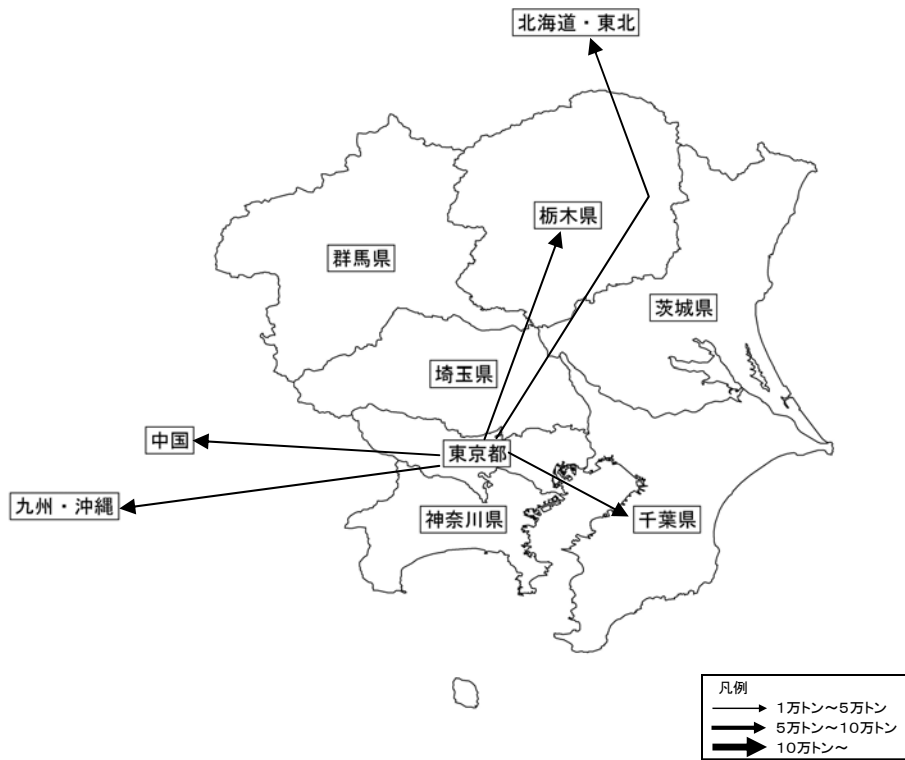 北海道・東北
栃木県
群馬県
茨城県
埼玉県
中国
東京都
九州・沖縄
神奈川県
千葉県
凡例
1万トン～5万トン
5万トン～10万トン
10万トン～